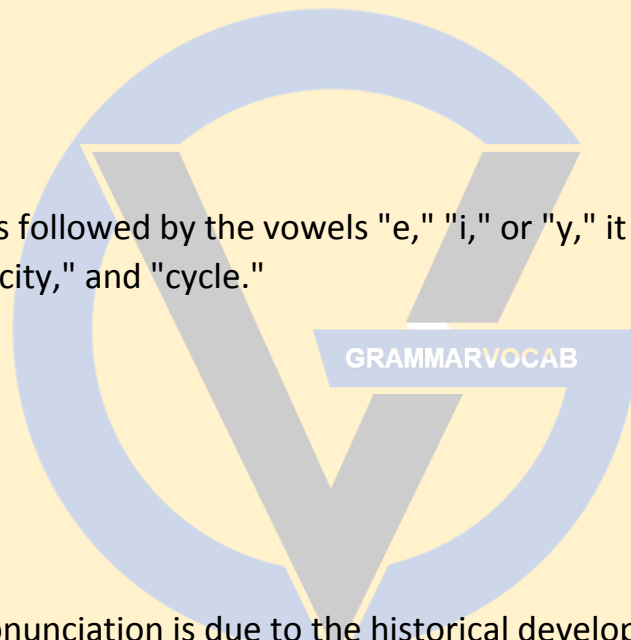 s followed by the vowels "e," "i," or "y," it
city," and "cycle."
GRAMMARVOCAB
onunciation is due to the historical develop